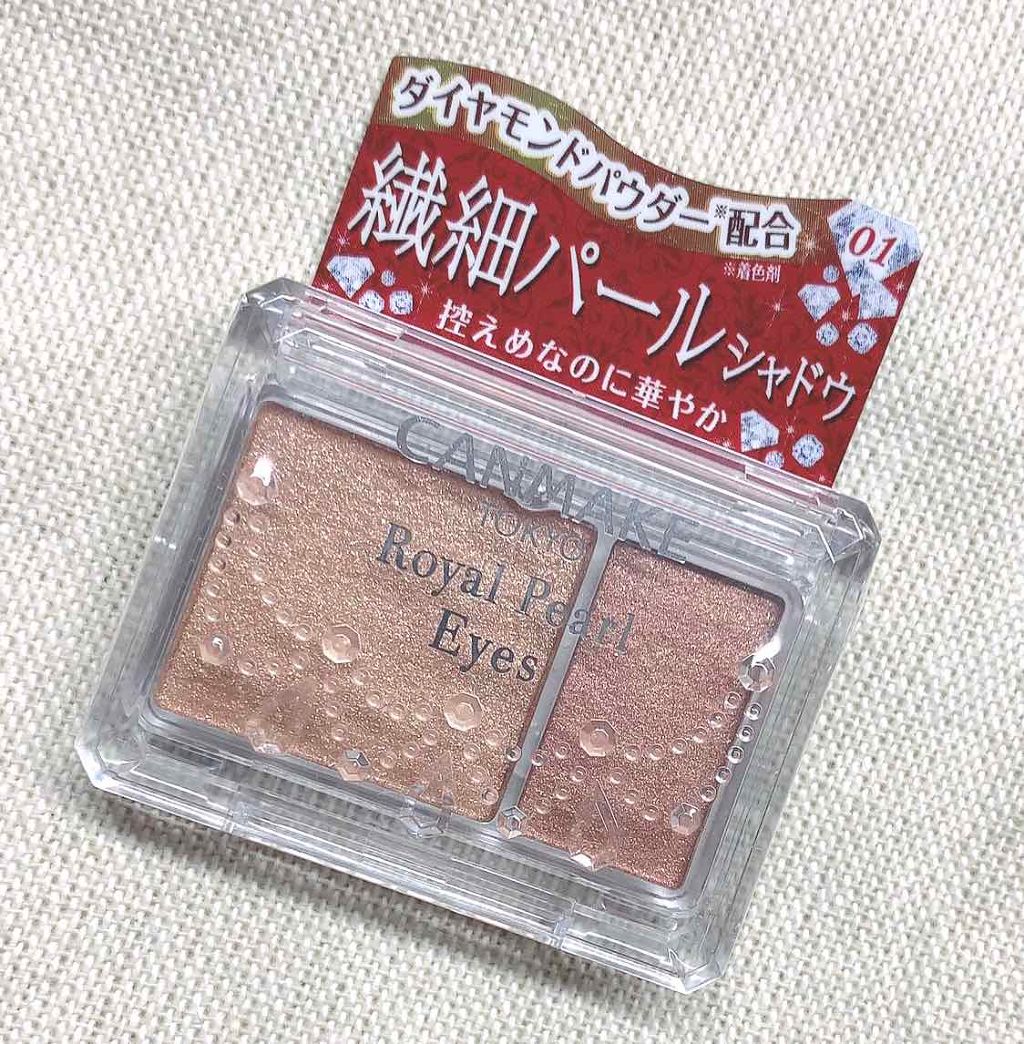 ダイヤモンドパウダー※配合
※着色剤
01
繊細パールシャドウ
控えめなのに華やか
CANMAKE
TOKYO
Royal Pearl
Eyes